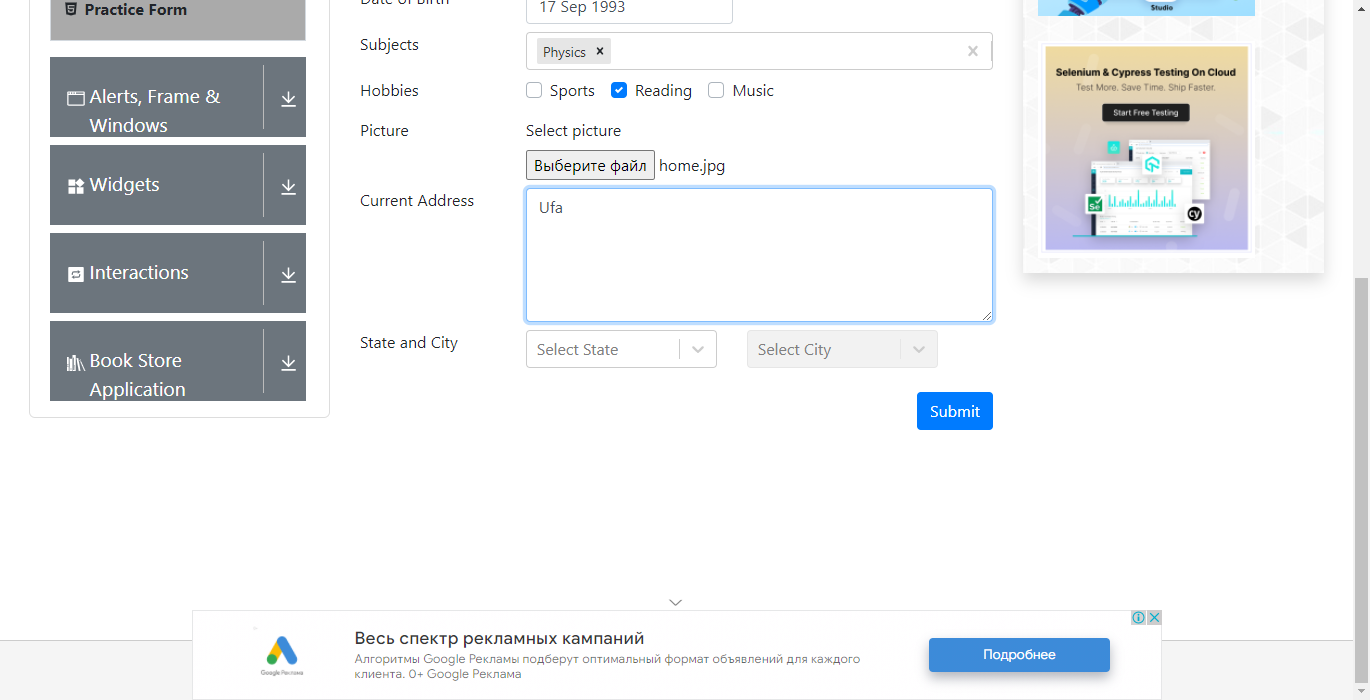 Practice Form
Alerts, Frame &
Windows
Widgets
Interactions
Book Store
Application
Date of Birth
17 Sep 1993
Subjects
Physics
Hobbies
Sports
Reading
Music
Picture
Select picture
Выберите файл home.jpg
Current Address
Ufa
State and City
Select State
Select City
Submit
Studio
Selenium & Cypress Testing On Cloud
Test More. Save Time. Ship Faster.
Start Free Testing
Se
cy
Google Реклама
Весь спектр рекламных кампаний
Алгоритмы Google Рекламы подберут оптимальный формат объявлений для каждого
клиента. 0+ Google Реклама
Подробнее